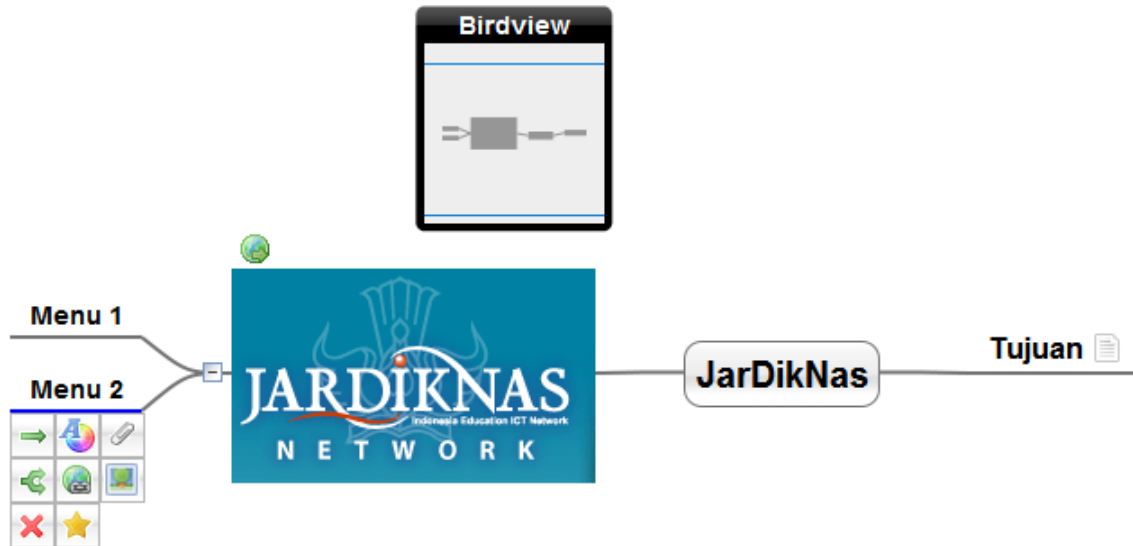 Birdview
Menu 1
Menu 2
JARDIKNAS
Indonesia Education ICT Network
NETWORK
JarDikNas
Tujuan